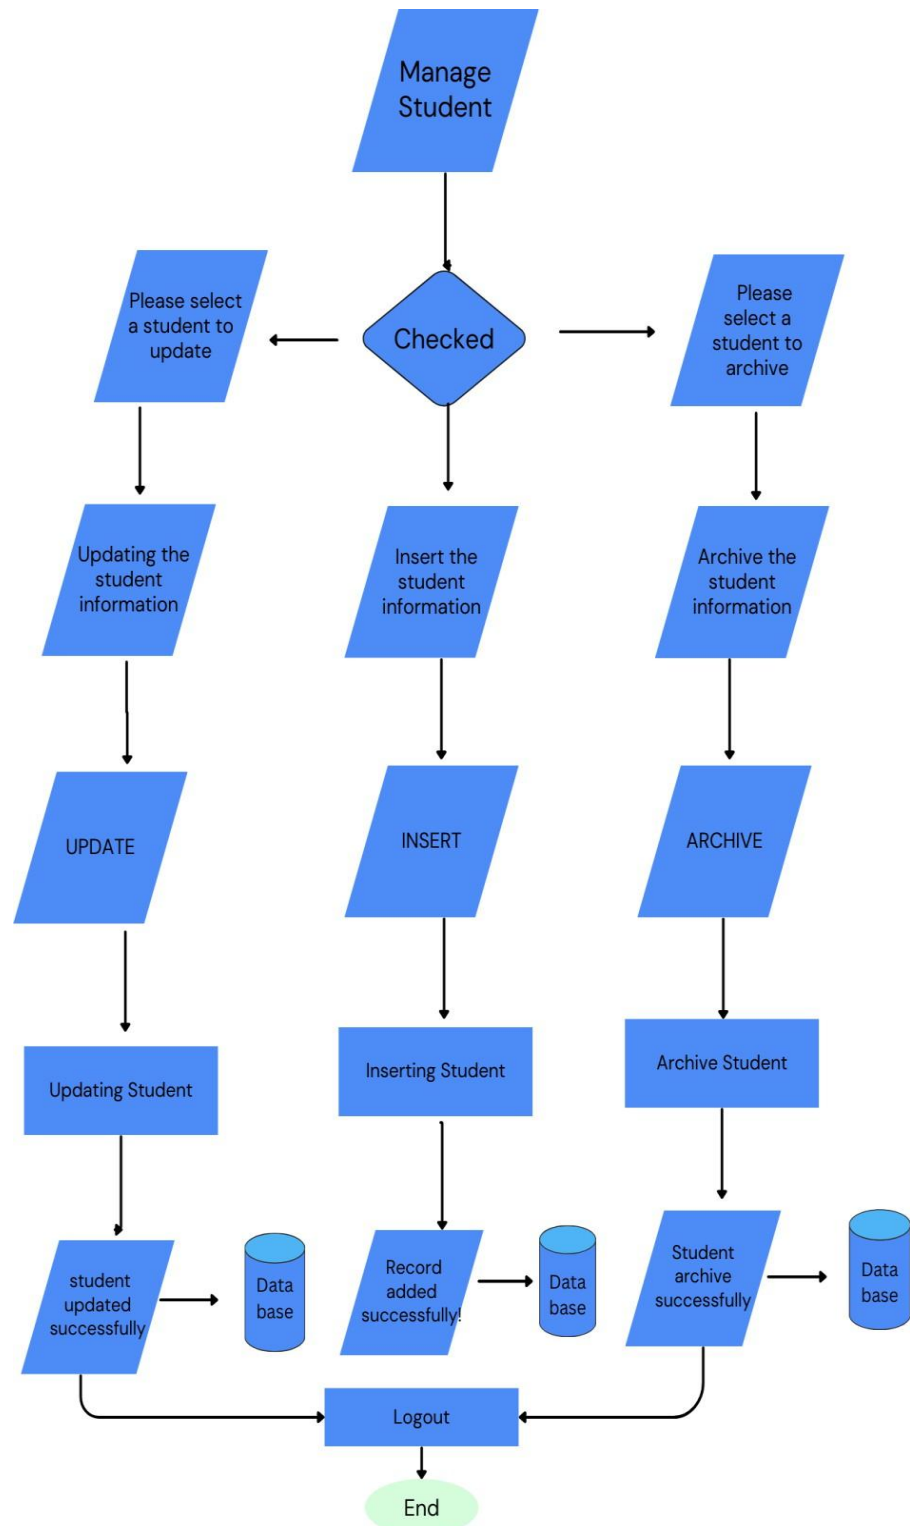 Manage
Student
Please select
a student to
update
Checked
Please
select a
student to
archive
Updating the
student
information
Insert the
student
information
Archive the
student
information
UPDATE
INSERT
ARCHIVE
Updating Student
Inserting Student
Archive Student
student
updated
successfully
Data
base
Record
added
successfully!
Data
base
Student
archive
successfully
Data
base
Logout
End